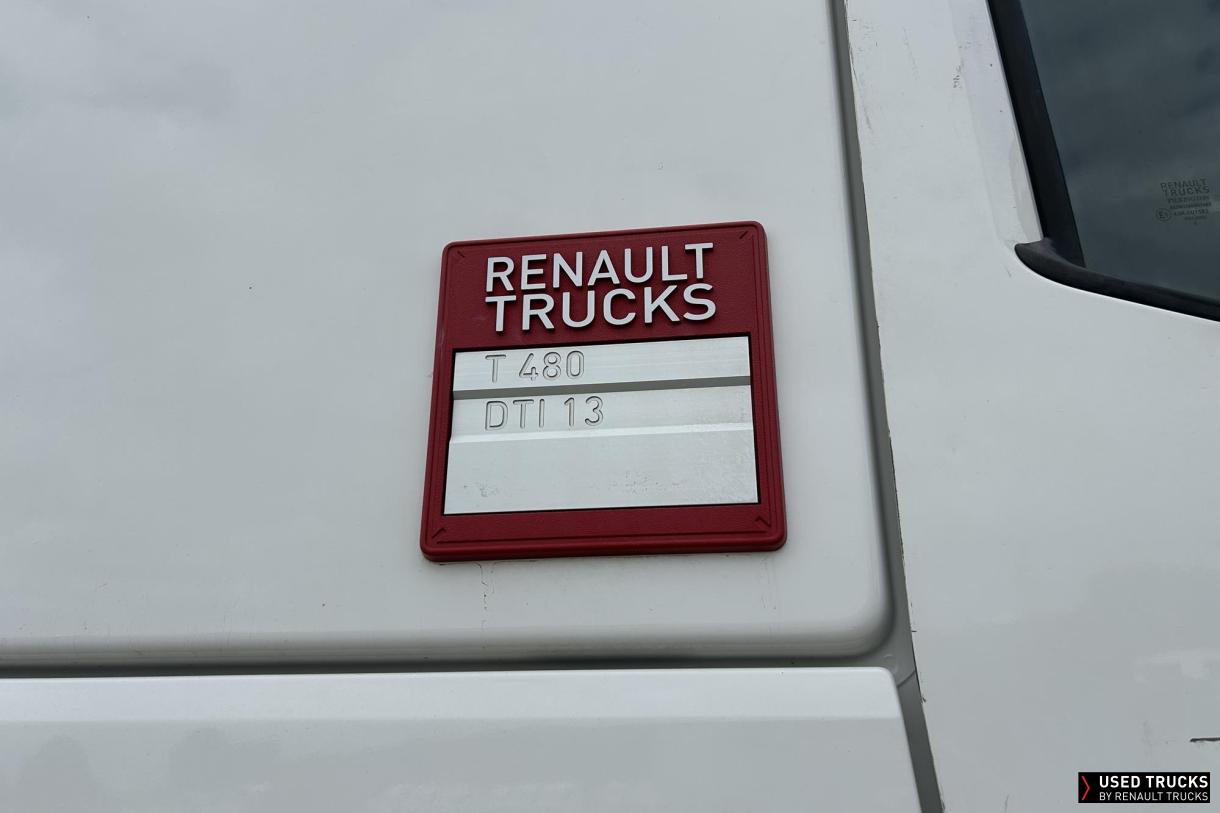 RENAULT
TRUCKS
T 480
DTI 13
RENAULT
TRUCKS
USED TRUCKS
BY RENAULT TRUCKS